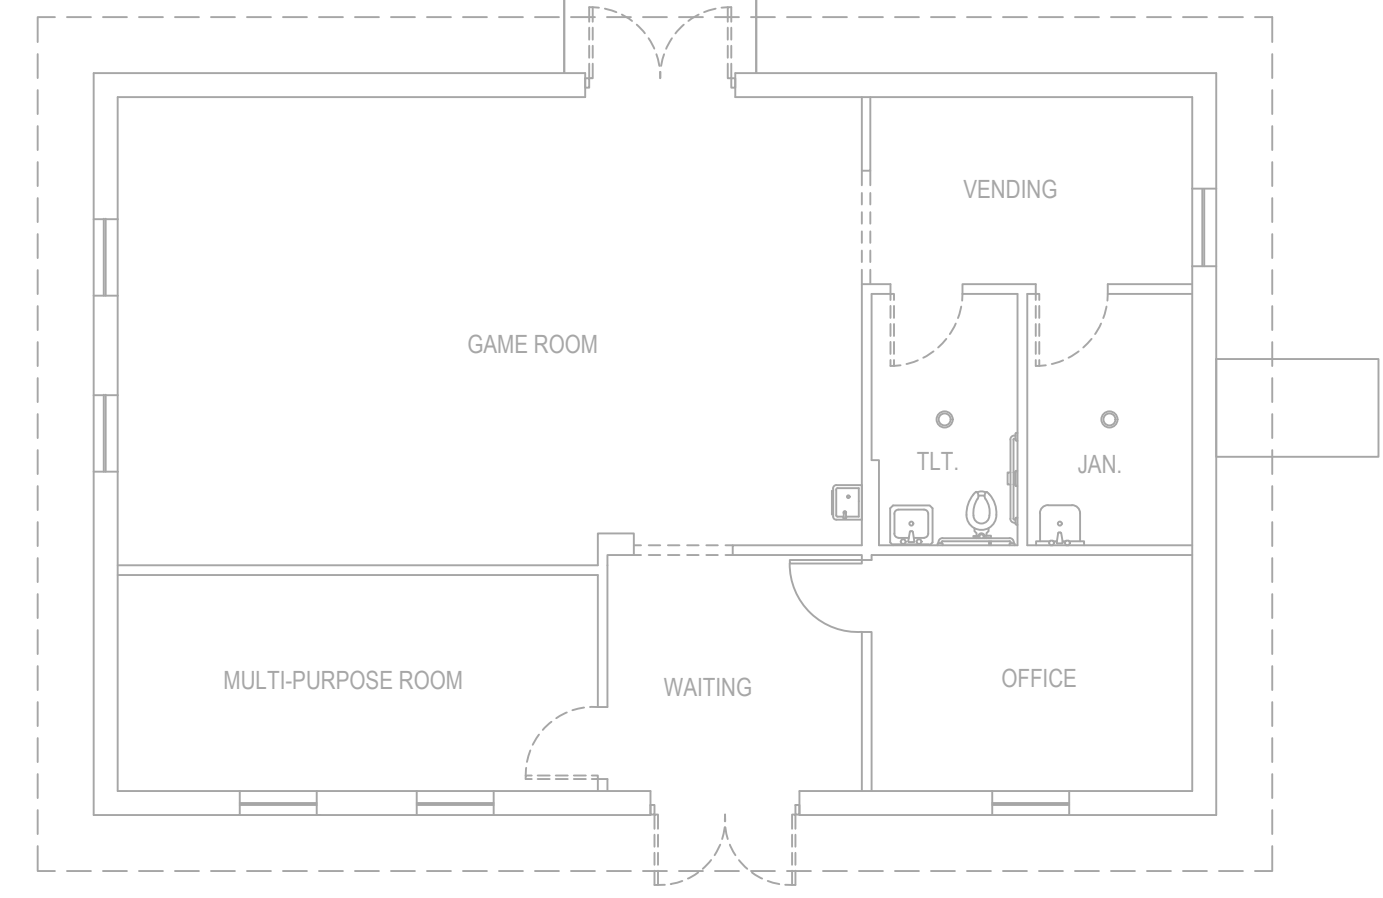 VENDING
GAME ROOM
TLT.
JAN.
MULTI-PURPOSE ROOM
WAITING
OFFICE